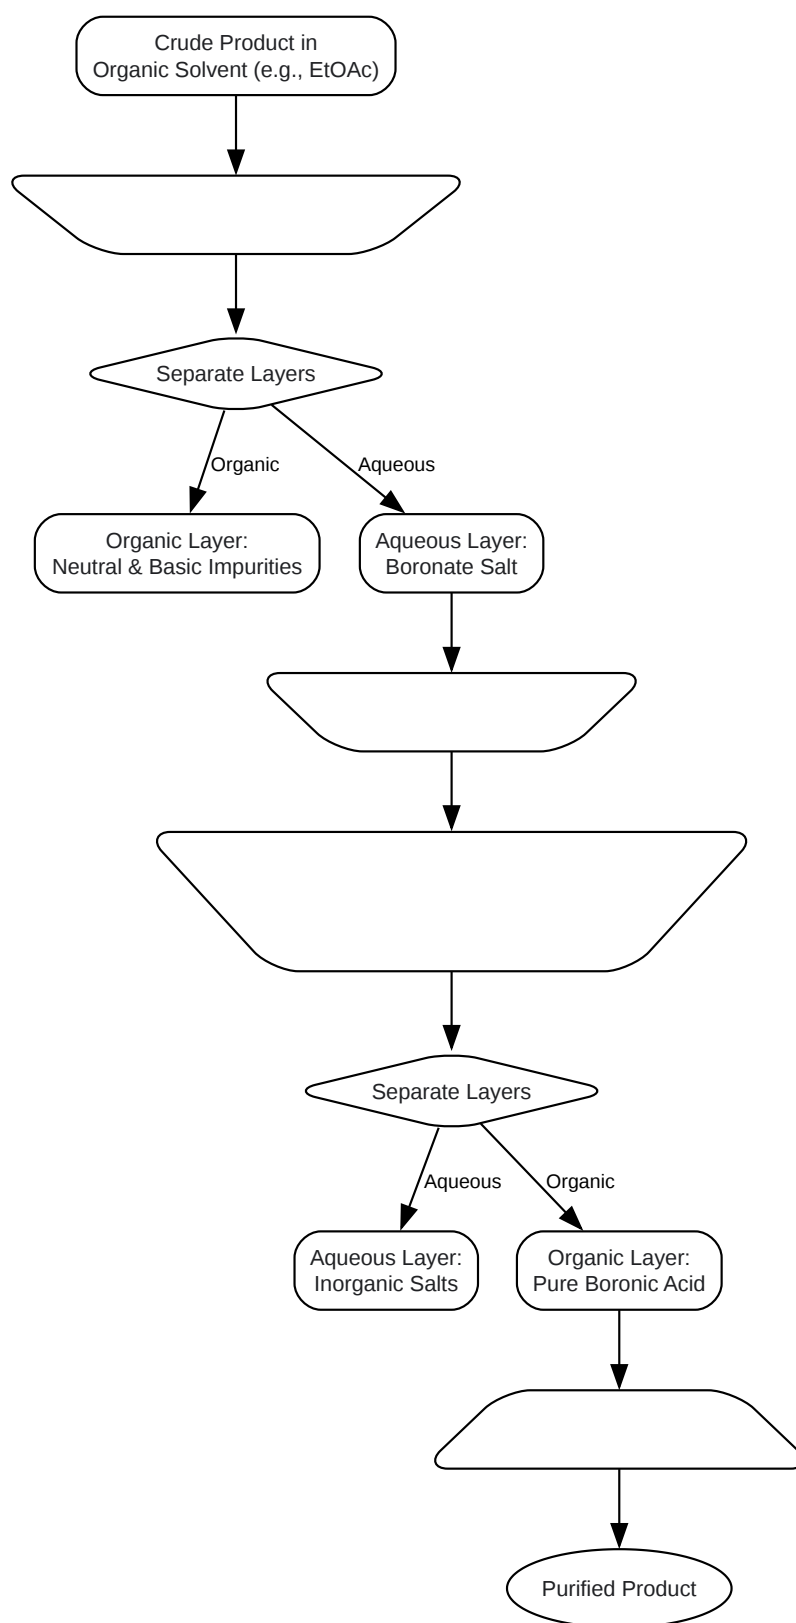 Crude Product in
Organic Solvent (e.g., EtOAc)
Separate Layers
Organic
Aqueous
Organic Layer:
Neutral & Basic Impurities
Aqueous Layer:
Boronate Salt
Separate Layers
Aqueous
Organic
Aqueous Layer:
Inorganic Salts
Organic Layer:
Pure Boronic Acid
Purified Product